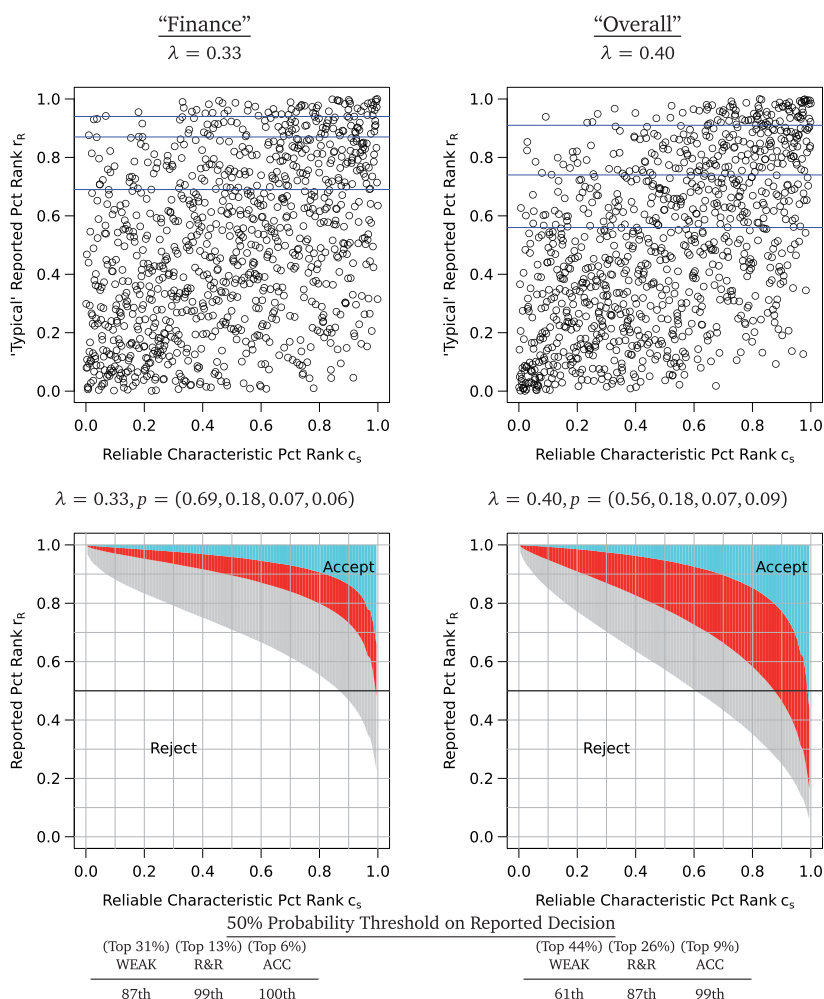 “Finance”
λ = 0.33
“Overall”
λ = 0.40
'Typical' Reported Pct Rank r_R
1.0
0.8
0.6
0.4
0.2
0.0
0.0 0.2 0.4 0.6 0.8 1.0
Reliable Characteristic Pct Rank c_s
'Typical' Reported Pct Rank r_R
1.0
0.8
0.6
0.4
0.2
0.0
0.0 0.2 0.4 0.6 0.8 1.0
Reliable Characteristic Pct Rank c_s
λ = 0.33, p = (0.69, 0.18, 0.07, 0.06)
λ = 0.40, p = (0.56, 0.18, 0.07, 0.09)
Reported Pct Rank r_R
1.0
0.8
0.6
0.4
0.2
0.0
Accept
Reject
0.0 0.2 0.4 0.6 0.8 1.0
Reliable Characteristic Pct Rank c_s
Reported Pct Rank r_R
1.0
0.8
0.6
0.4
0.2
0.0
Accept
Reject
0.0 0.2 0.4 0.6 0.8 1.0
Reliable Characteristic Pct Rank c_s
50% Probability Threshold on Reported Decision
(Top 31%) (Top 13%) (Top 6%)
WEAK R&R ACC
87th 99th 100th
(Top 44%) (Top 26%) (Top 9%)
WEAK R&R ACC
61th 87th 99th